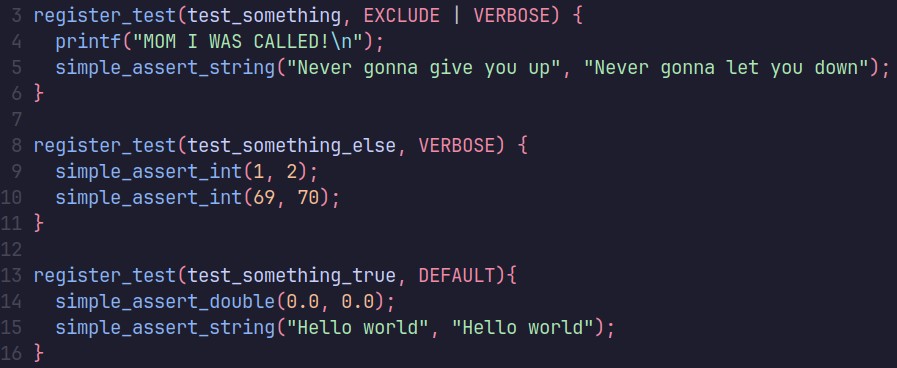 3 register_test(test_something, EXCLUDE | VERBOSE) {
4   printf("MOM I WAS CALLED!\n");
5   simple_assert_string("Never gonna give you up", "Never gonna let you down");
6 }
7
8 register_test(test_something_else, VERBOSE) {
9   simple_assert_int(1, 2);
10   simple_assert_int(69, 70);
11 }
12
13 register_test(test_something_true, DEFAULT){
14   simple_assert_double(0.0, 0.0);
15   simple_assert_string("Hello world", "Hello world");
16 }